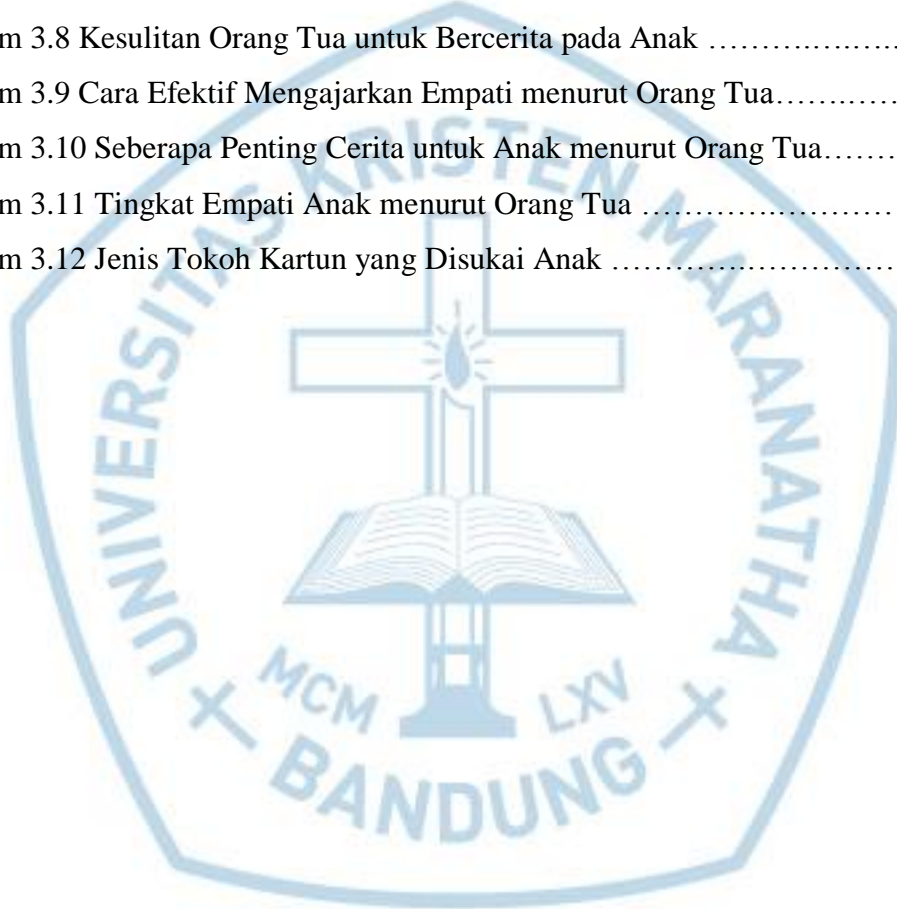 m 3.8 Kesulitan Orang Tua untuk Bercerita pada Anak ……………………
m 3.9 Cara Efektif Mengajarkan Empati menurut Orang Tua……………
m 3.10 Seberapa Penting Cerita untuk Anak menurut Orang Tua………
m 3.11 Tingkat Empati Anak menurut Orang Tua ………………………
m 3.12 Jenis Tokoh Kartun yang Disukai Anak …………………………
UNIVERSITAS KRISTEN MARANATHA
MCM LXV
BANDUNG